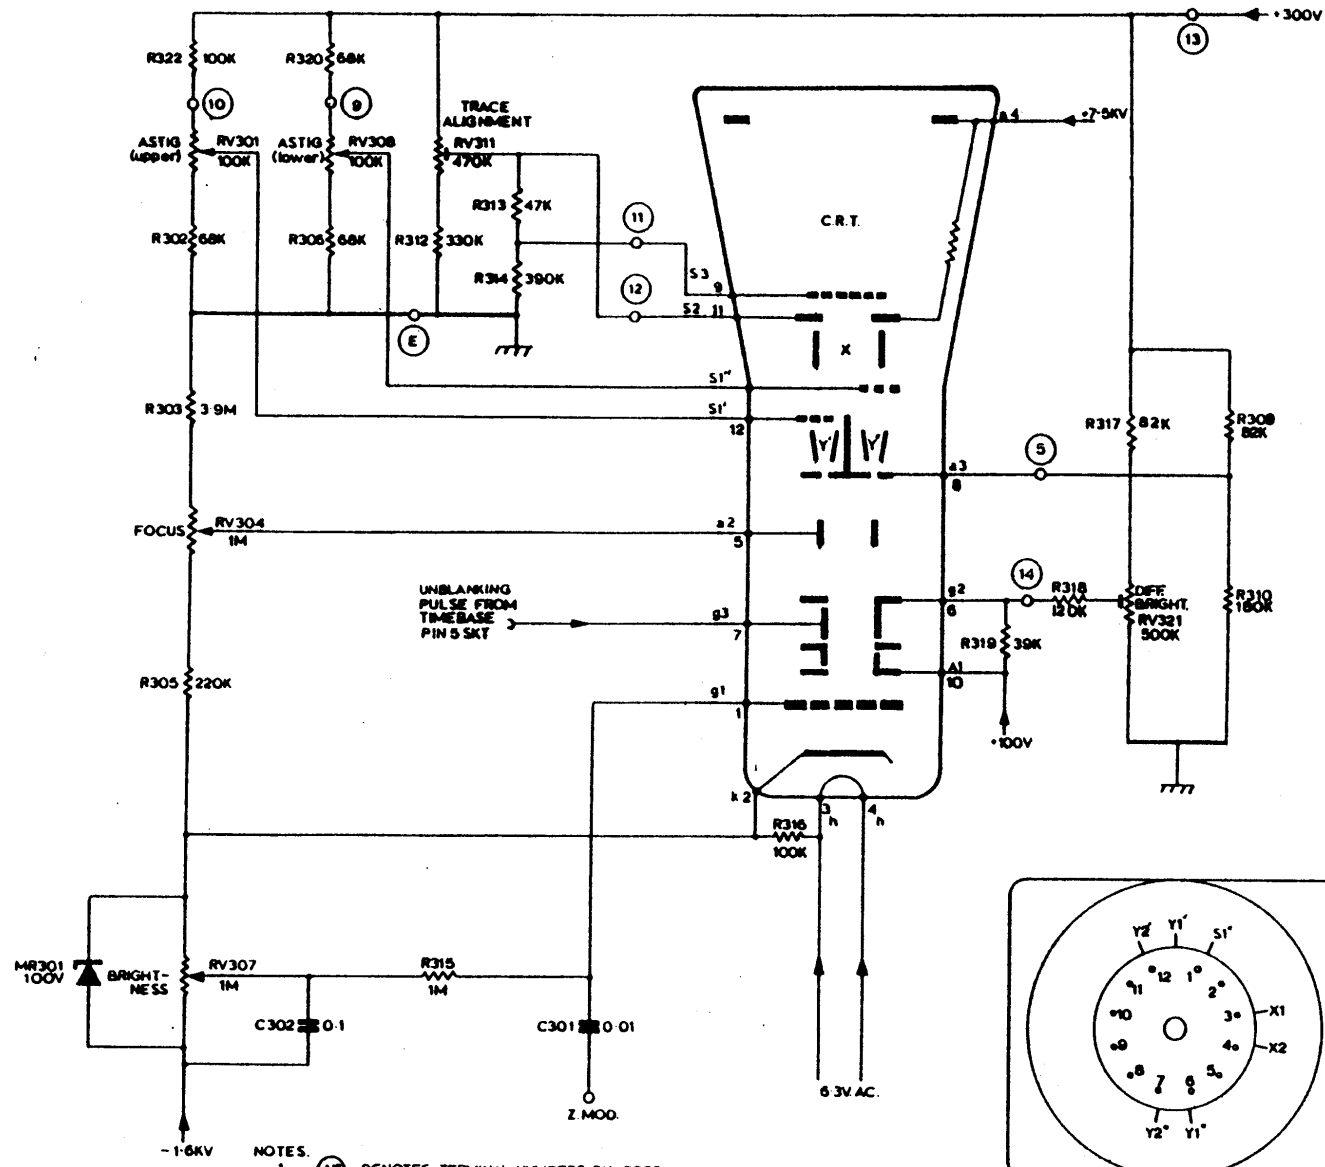 +300V
13
R322 100K
R320 68K
10
9
TRACE
ALIGNMENT
ASTIG
(upper)
RV301
100K
ASTIG
(lower)
RV308
100K
RV311
470K
a4
+7·5KV
R313 47K
C.R.T.
11
R302 68K
R306 68K
R312 330K
R314 390K
S3
9
12
S2 11
E
X
S1"
R303 3·9M
S1'
12
Y' Y'
R317 82K
R309
82K
5
a3
8
FOCUS
RV304
1M
a2
5
14
UNBLANKING
PULSE FROM
TIMEBASE
PIN 5 SKT
g2
6
R318
120K
DIFF.
BRIGHT.
RV321
500K
R310
180K
g3
7
R319 39K
R305 220K
A1
10
g1
1
+100V
k 2
3 h
4 h
R316
100K
MR301
100V
BRIGHT-
NESS
RV307
1M
R315
1M
C302 0·1
C301 0·01
6·3V. AC.
Z. MOD.
-1·6KV
Y2' Y1' S1"
12 1
11 2
10 3 X1
9 4 X2
8 5
7 6
Y2" Y1"
NOTES.
DENOTES TERMINAL NUMBERS ON